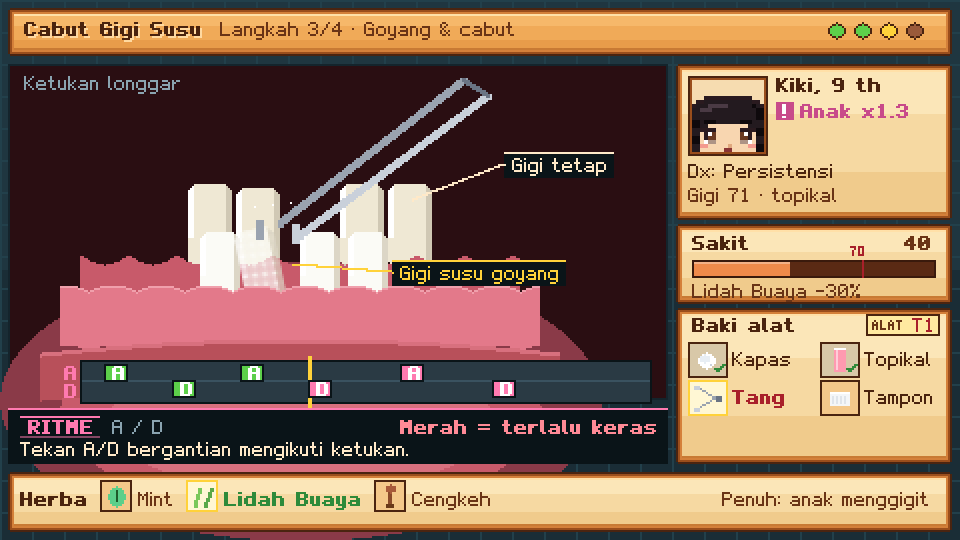 Cabut Gigi Susu Langkah 3/4 · Goyang & cabut
Ketukan longgar
Gigi tetap
Gigi susu goyang
A A A
D D D D
RITME A / D Merah = terlalu keras
Tekan A/D bergantian mengikuti ketukan.
Kiki, 9 th
! Anak x1.3
Dx: Persistensi
Gigi 71 · topikal
Sakit 40
70
Lidah Buaya -30%
Baki alat ALAT T1
Kapas Topikal
Tang Tampon
Herba Mint Lidah Buaya Cengkeh Penuh: anak menggigit